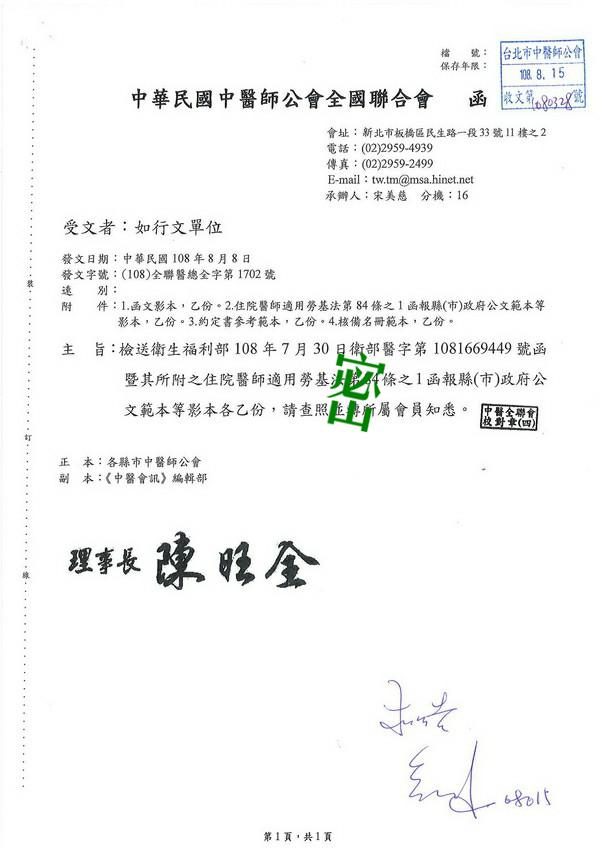 檔　　號：
保存年限：
台北市中醫師公會
108.8.15
收文第1080328號
中華民國中醫師公會全國聯合會　函
會址：新北市板橋區民生路一段33號11樓之2
電話：(02)2959-4939
傳真：(02)2959-2499
E-mail：tw.tm@msa.hinet.net
承辦人：宋美慈　分機：16
受文者：如行文單位
發文日期：中華民國108年8月8日
發文字號：(108)全聯醫總全字第1702號
速　　別：
附　　件：1.函文影本，乙份。2.住院醫師適用勞基法第84條之1函報縣(市)政府公文範本等
影本，乙份。3.約定書參考範本，乙份。4.核備名冊範本，乙份。
主　旨：檢送衛生福利部108年7月30日衛部醫字第1081669449號函
暨其所附之住院醫師適用勞基法第84條之1函報縣(市)政府公
文範本等影本各乙份，請查照並轉所屬會員知悉。
密
中醫全聯會
校對章(四)
正　本：各縣市中醫師公會
副　本：《中醫會訊》編輯部
理事長 陳旺全
裝
訂
線
08015
第1頁，共1頁